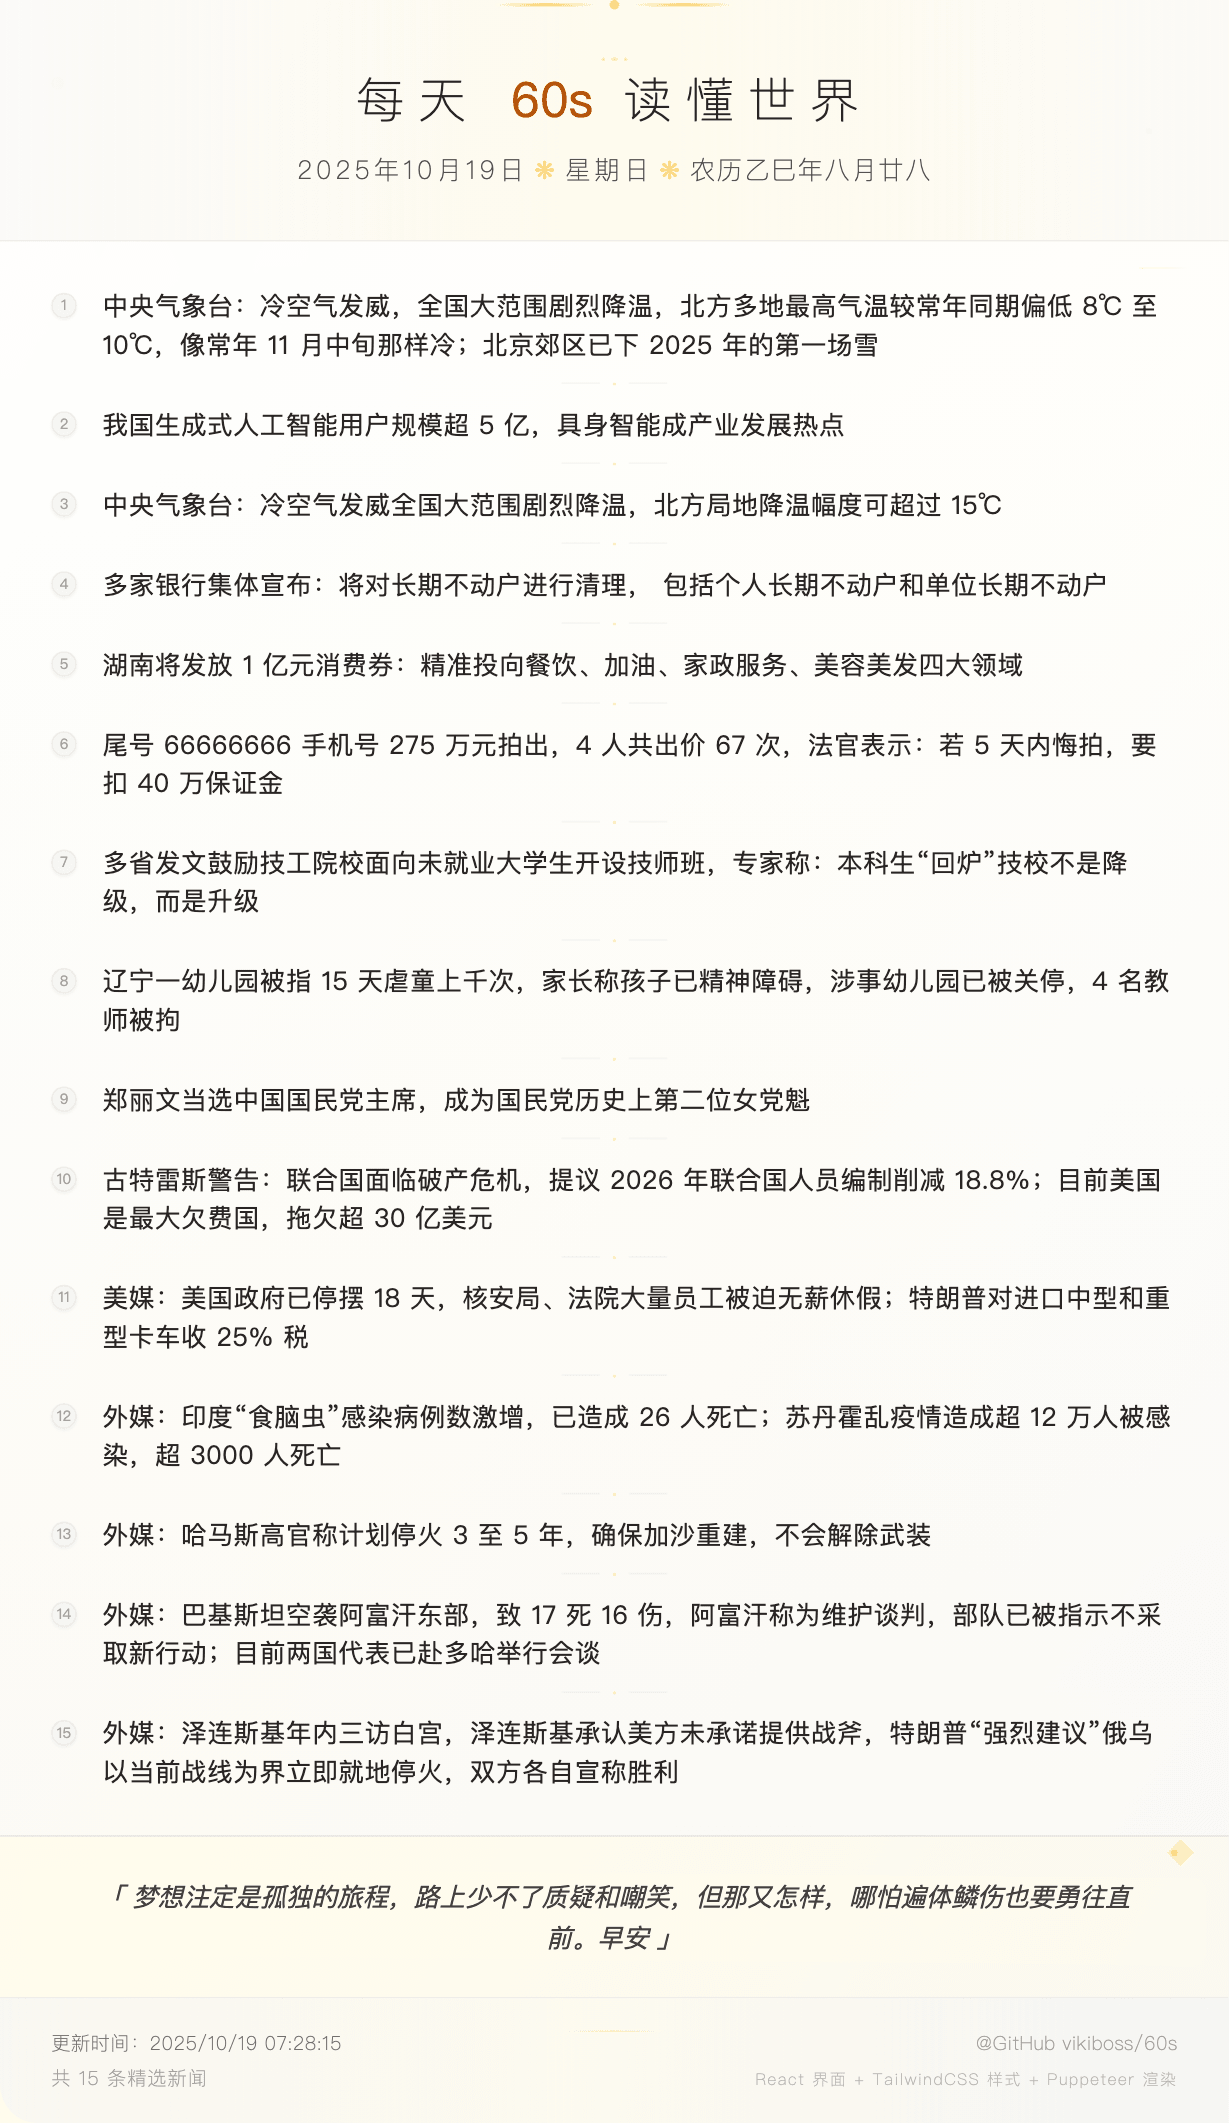 每天 60s 读懂世界
2025年10月19日 ❋ 星期日 ❋ 农历乙巳年八月廿八
1 中央气象台：冷空气发威，全国大范围剧烈降温，北方多地最高气温较常年同期偏低 8℃ 至
10℃，像常年 11 月中旬那样冷；北京郊区已下 2025 年的第一场雪
2 我国生成式人工智能用户规模超 5 亿，具身智能成产业发展热点
3 中央气象台：冷空气发威全国大范围剧烈降温，北方局地降温幅度可超过 15℃
4 多家银行集体宣布：将对长期不动户进行清理， 包括个人长期不动户和单位长期不动户
5 湖南将发放 1 亿元消费券：精准投向餐饮、加油、家政服务、美容美发四大领域
6 尾号 66666666 手机号 275 万元拍出，4 人共出价 67 次，法官表示：若 5 天内悔拍，要
扣 40 万保证金
7 多省发文鼓励技工院校面向未就业大学生开设技师班，专家称：本科生“回炉”技校不是降
级，而是升级
8 辽宁一幼儿园被指 15 天虐童上千次，家长称孩子已精神障碍，涉事幼儿园已被关停，4 名教
师被拘
9 郑丽文当选中国国民党主席，成为国民党历史上第二位女党魁
10 古特雷斯警告：联合国面临破产危机，提议 2026 年联合国人员编制削减 18.8%；目前美国
是最大欠费国，拖欠超 30 亿美元
11 美媒：美国政府已停摆 18 天，核安局、法院大量员工被迫无薪休假；特朗普对进口中型和重
型卡车收 25% 税
12 外媒：印度“食脑虫”感染病例数激增，已造成 26 人死亡；苏丹霍乱疫情造成超 12 万人被感
染，超 3000 人死亡
13 外媒：哈马斯高官称计划停火 3 至 5 年，确保加沙重建，不会解除武装
14 外媒：巴基斯坦空袭阿富汗东部，致 17 死 16 伤，阿富汗称为维护谈判，部队已被指示不采
取新行动；目前两国代表已赴多哈举行会谈
15 外媒：泽连斯基年内三访白宫，泽连斯基承认美方未承诺提供战斧，特朗普“强烈建议”俄乌
以当前战线为界立即就地停火，双方各自宣称胜利
「 梦想注定是孤独的旅程，路上少不了质疑和嘲笑，但那又怎样，哪怕遍体鳞伤也要勇往直
前。早安 」
更新时间：2025/10/19 07:28:15
@GitHub vikiboss/60s
共 15 条精选新闻
React 界面 + TailwindCSS 样式 + Puppeteer 渲染